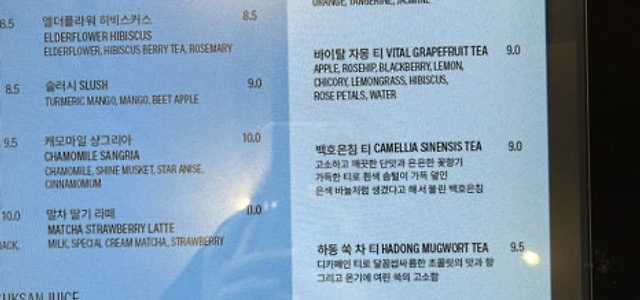 8.5
엘더플라워 히비스커스 8.5
ELDERFLOWER HIBISCUS
ELDERFLOWER, HIBISCUS BERRY TEA, ROSEMARY
8.5
슬러시 SLUSH 9.0
TURMERIC MANGO, MANGO, BEET APPLE
9.5
캐모마일 샹그리아 10.0
CHAMOMILE SANGRIA
CHAMOMILE, SHINE MUSKET, STAR ANISE,
CINNAMOMUM
10.0
말차 딸기 라떼 11.0
MATCHA STRAWBERRY LATTE
MILK, SPECIAL CREAM MATCHA, STRAWBERRY
JUICE
ORANGE, TANGERINE, JASMINE
바이탈 자몽 티 VITAL GRAPEFRUIT TEA 9.0
APPLE, ROSEHIP, BLACKBERRY, LEMON,
CHICORY, LEMONGRASS, HIBISCUS,
ROSE PETALS, WATER
백호은침 티 CAMELLIA SINENSIS TEA 9.0
고소하고 깨끗한 단맛과 은은한 꽃향기
가득한 티로 흰색 솜털이 가득 덮인
은색 바늘처럼 생겼다고 해서 불린 백호은침
하동 쑥 차 티 HADONG MUGWORT TEA 9.5
디카페인 티로 달콤쌉싸름한 초콜릿의 맛과 향
그리고 온기에 여린 쑥의 고소함